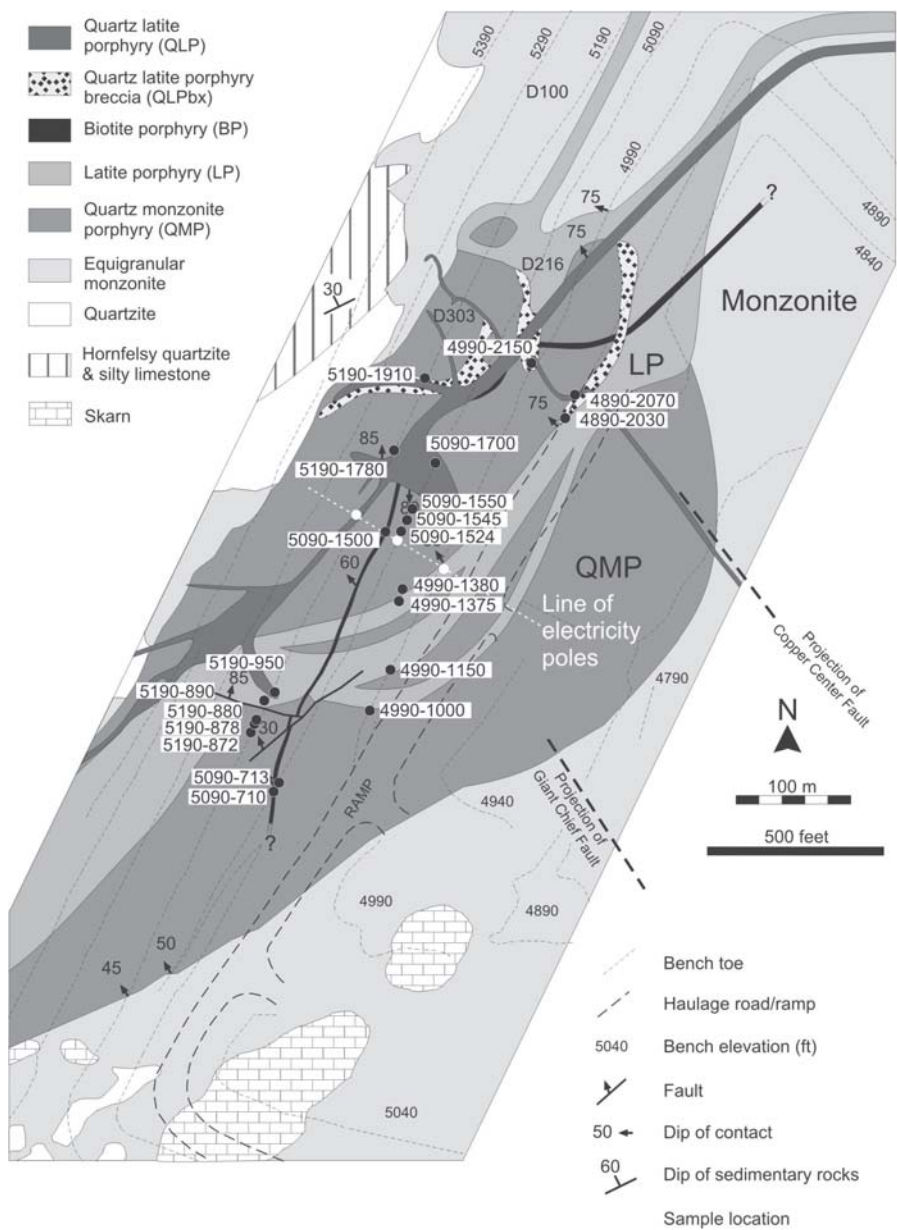 Quartz latite
porphyry (QLP)
Quartz latite porphyry
breccia (QLPbx)
Biotite porphyry (BP)
Latite porphyry (LP)
Quartz monzonite
porphyry (QMP)
Equigranular
monzonite
Quartzite
Hornfelsy quartzite
& silty limestone
Skarn
5390
5290
5190
5090
D100
4990
75
?
75
4890
4840
D216
30
Monzonite
D303
4990-2150
LP
5190-1910
4890-2070
75
4890-2030
85
5090-1700
5190-1780
5090-1550
5090-1545
5090-1500
5090-1524
60
QMP
4990-1380
4990-1375
Line of
electricity
poles
Projection of
Copper Center Fault
5190-950
4990-1150
85
5190-890
4790
5190-880
4990-1000
5190-878
30
5190-872
N
5090-713
5090-710
100 m
RAMP
4940
Projection of
Giant Chief Fault
500 feet
?
4990
4890
50
45
5040
Bench toe
Haulage road/ramp
5040 Bench elevation (ft)
Fault
50 Dip of contact
60 Dip of sedimentary rocks
Sample location